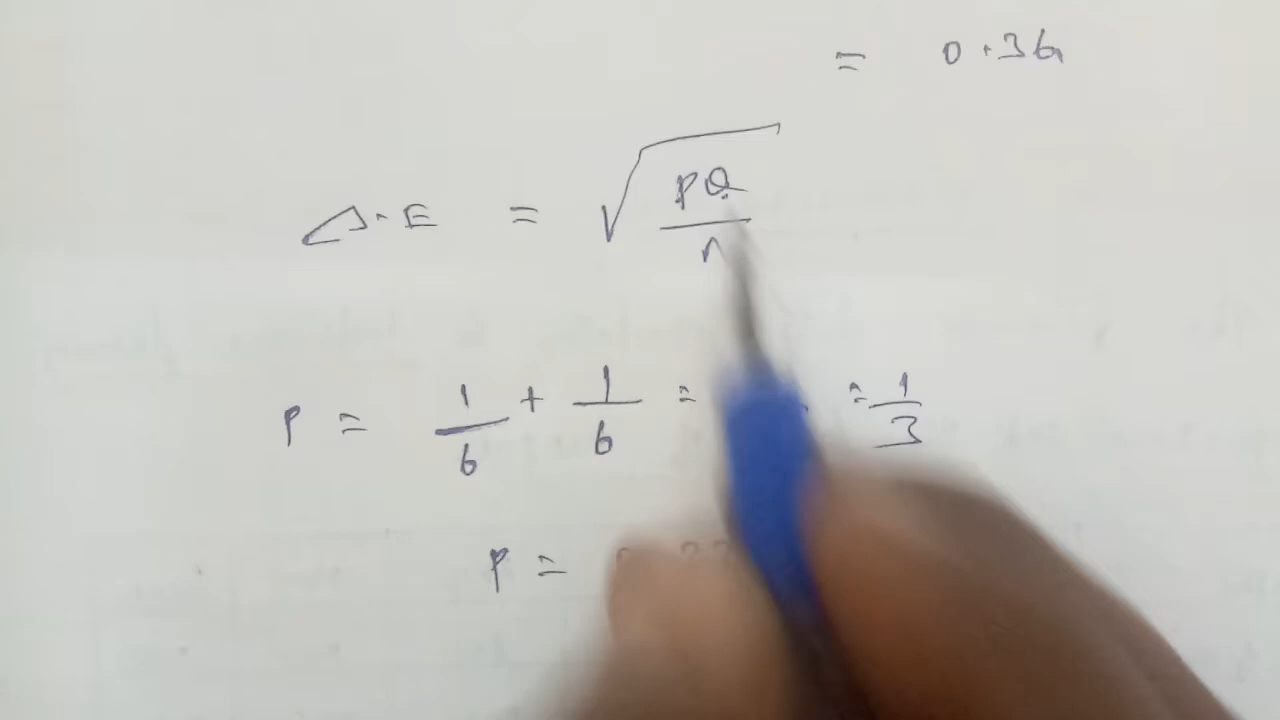 = 0.36
S.E = √PQ/n
P = 1/6 + 1/6 = = 1/3
P =